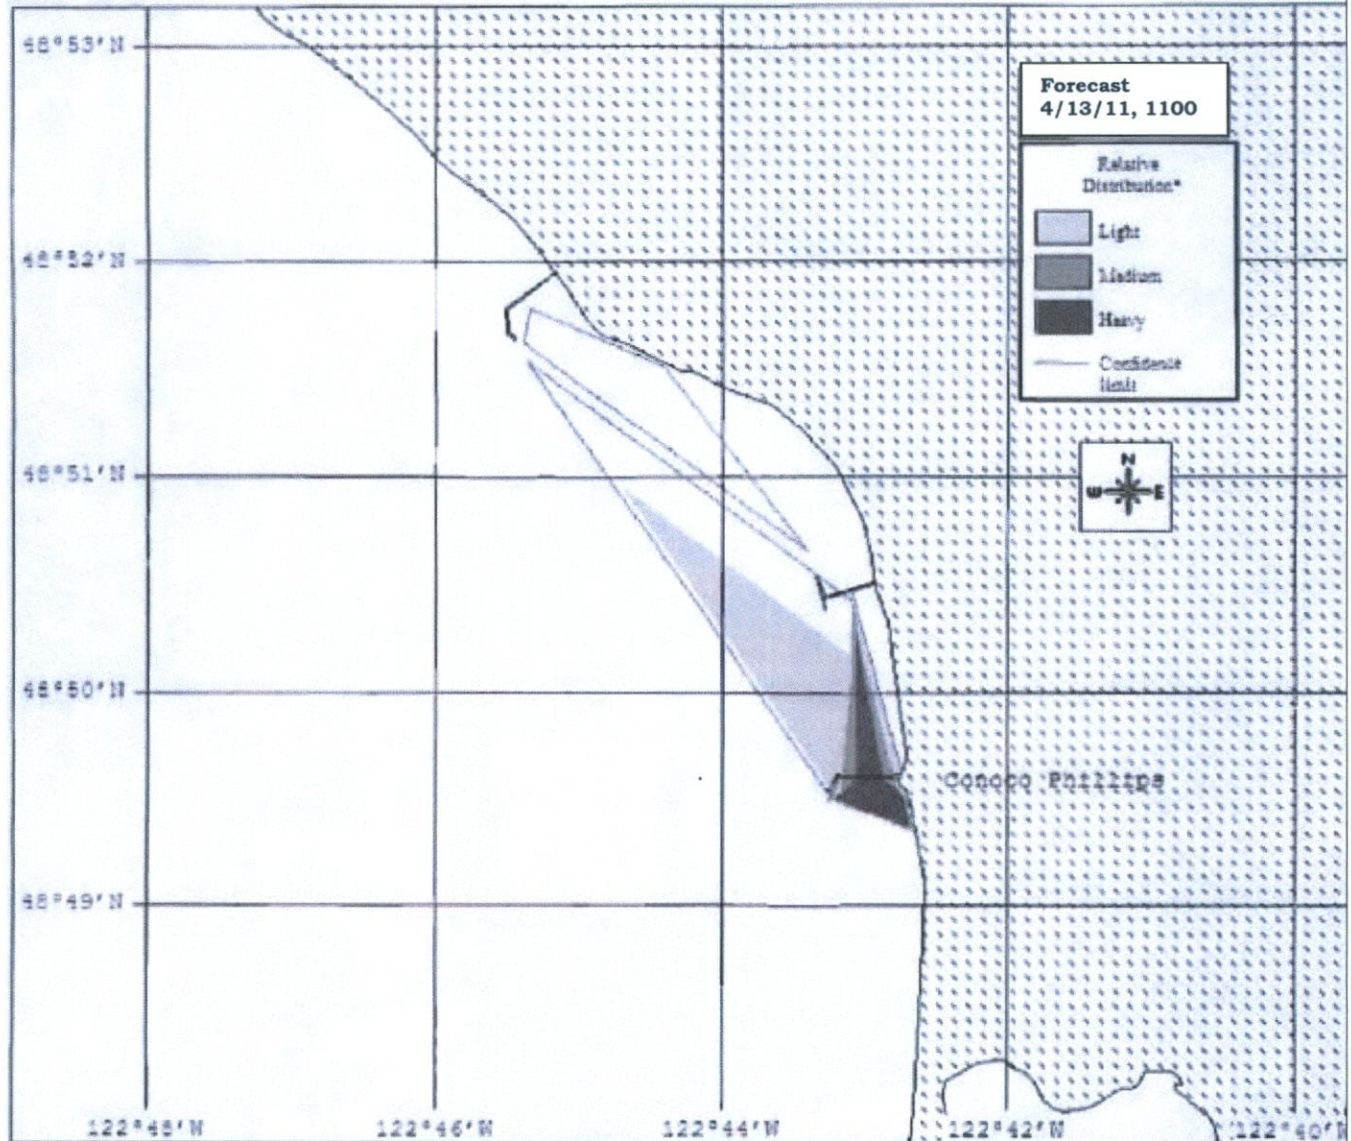 48°53'N
Forecast
4/13/11, 1100
Relative
Distribution*
Light
48°52'N
Medium
Heavy
Confidence
limit
48°51'N
N
W E
48°50'N
Conoco Phillips
48°49'N
122°48'W 122°46'W 122°44'W 122°42'W 122°40'W